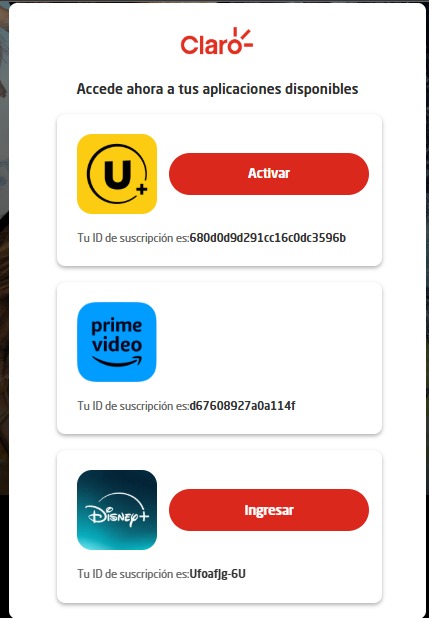 Claro
Accede ahora a tus aplicaciones disponibles
U+
Activar
Tu ID de suscripción es:680d0d9d291cc16c0dc3596b
prime
video
Tu ID de suscripción es:d67608927a0a114f
Disney+
Ingresar
Tu ID de suscripción es:UfoafJg-6U